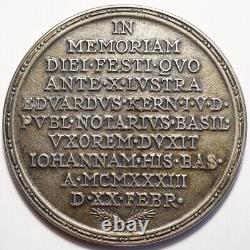 IN
MEMORIAM
DIEI·FESTI·QVO
ANTE·X·LVSTRA
EDVARDVS·KERN·I·V·D·
PVBL·NOTARIVS·BASIL·
VXOREM·DVXIT
IOHANNAM·HIS·BAS·
A·MCMXXXIII
D·XX·FEBR·